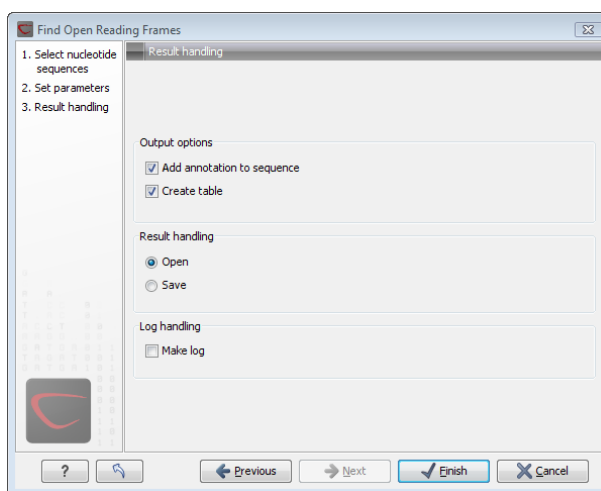 Find Open Reading Frames
1. Select nucleotide
sequences
2. Set parameters
3. Result handling
Result handling
Output options
Add annotation to sequence
Create table
Result handling
Open
Save
Log handling
Make log
?
Previous
Next
Finish
Cancel